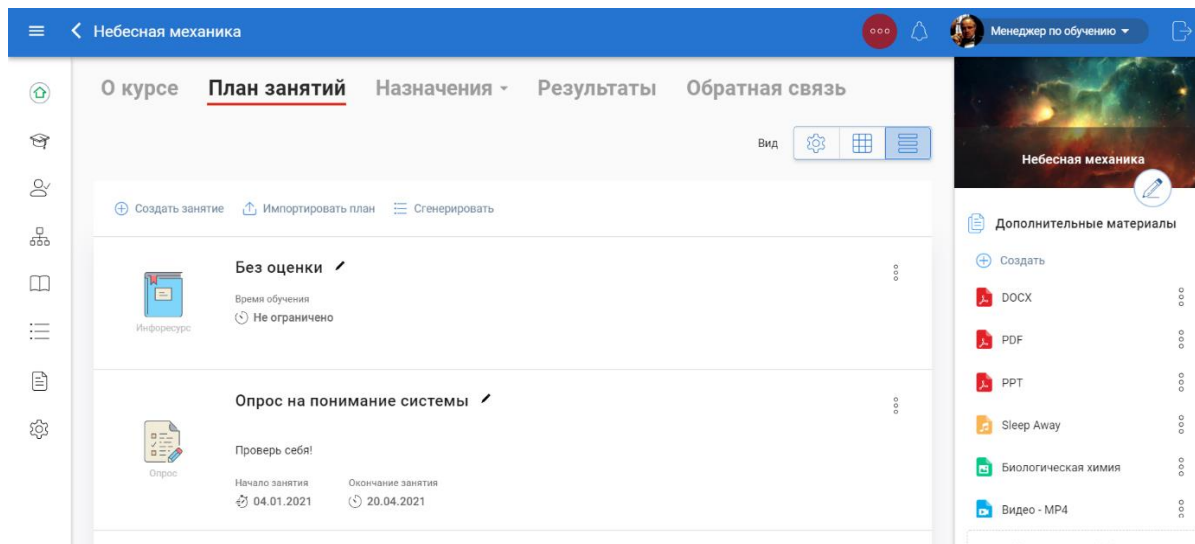 Небесная механика
Менеджер по обучению
О курсе План занятий Назначения Результаты Обратная связь
Вид
Небесная механика
Создать занятие Импортировать план Сгенерировать
Без оценки
Время обучения
Не ограничено
Инфоресурс
Опрос на понимание системы
Проверь себя!
Опрос
Начало занятия Окончание занятия
04.01.2021 20.04.2021
Дополнительные материалы
Создать
DOCX
PDF
PPT
Sleep Away
Биологическая химия
Видео - MP4